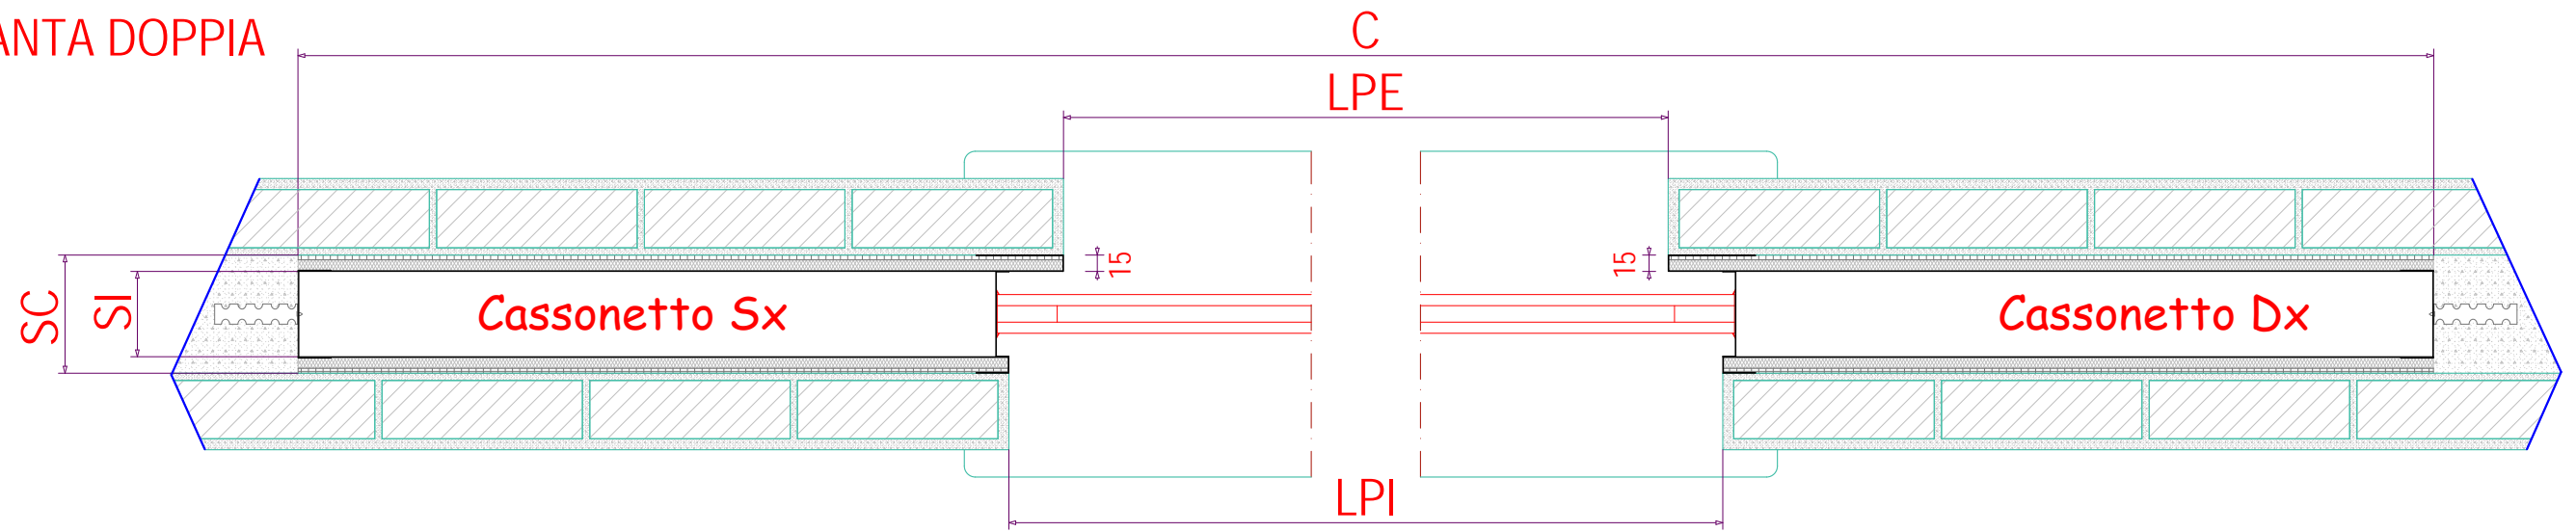 ANTA DOPPIA
C
LPE
15
15
SC
SI
Cassonetto Sx
Cassonetto Dx
LPI